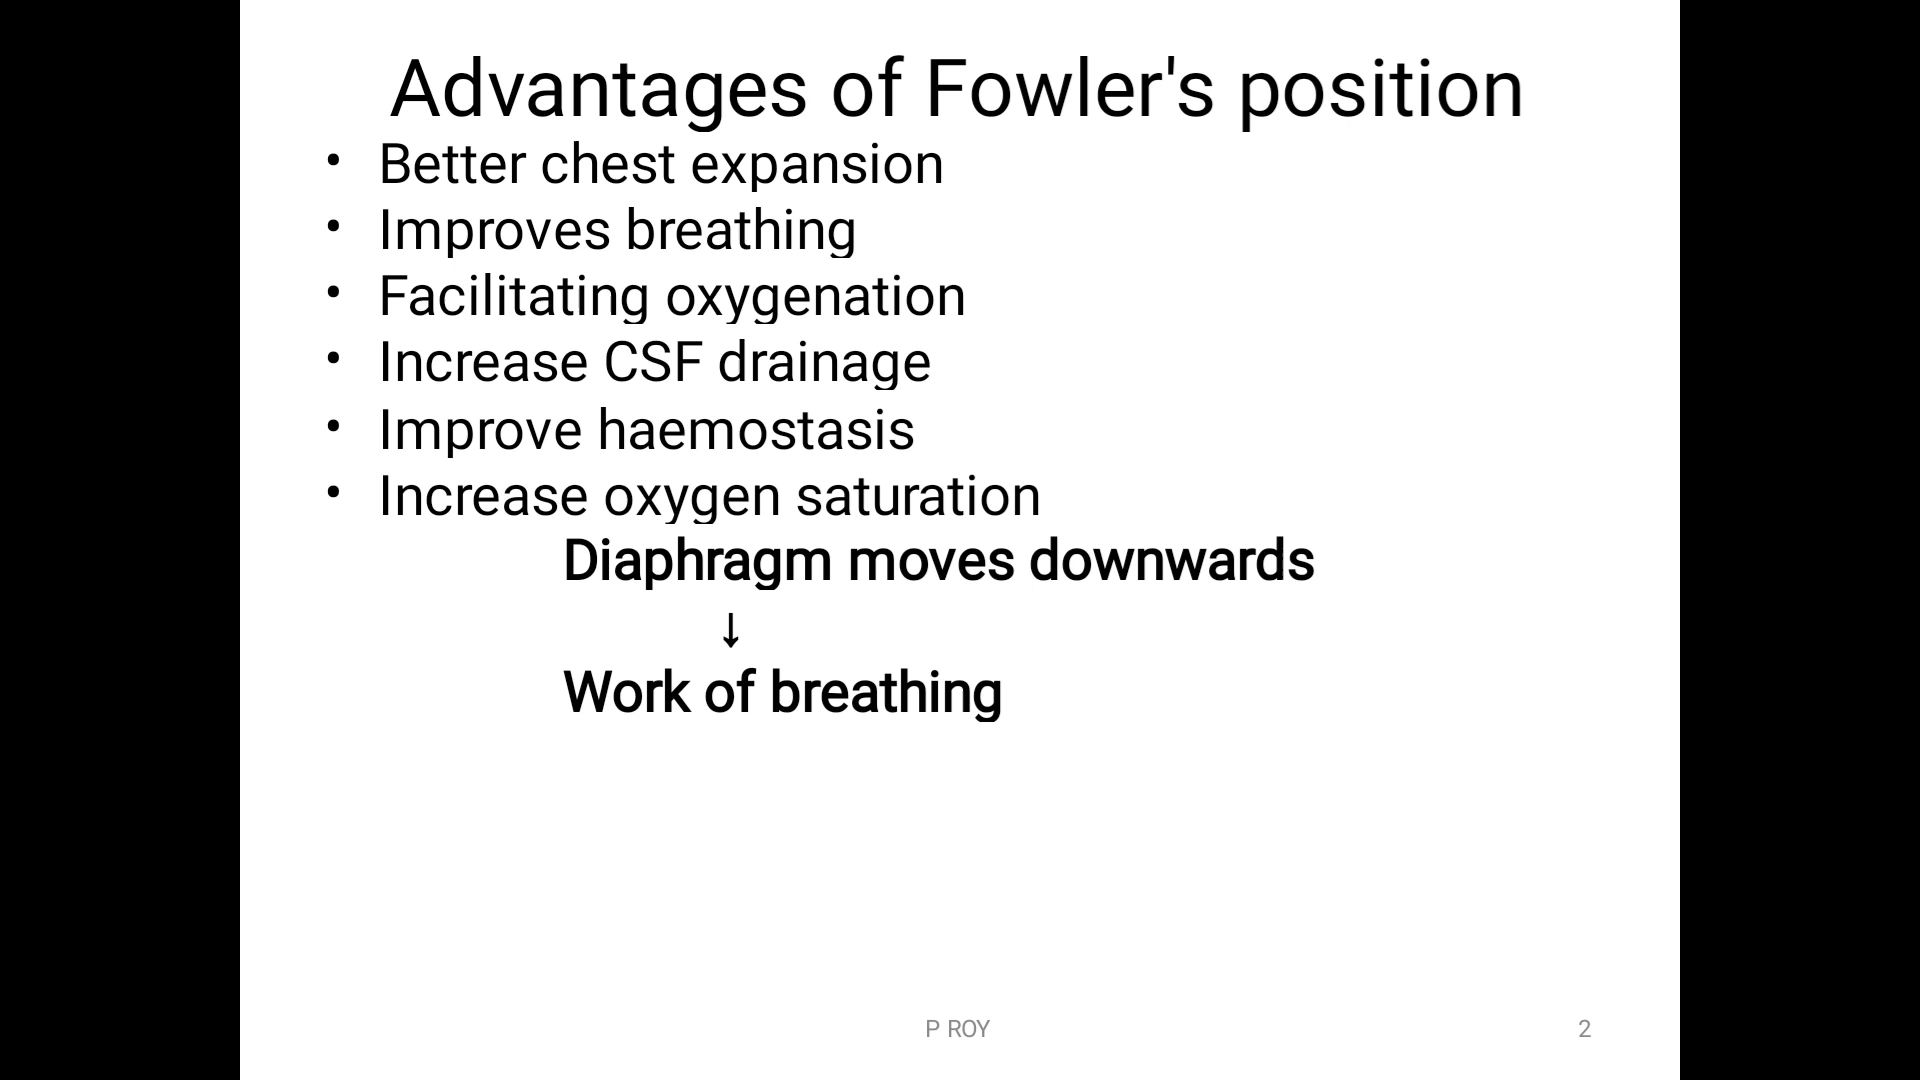 Advantages of Fowler's position
• Better chest expansion
• Improves breathing
• Facilitating oxygenation
• Increase CSF drainage
• Improve haemostasis
• Increase oxygen saturation
Diaphragm moves downwards
↓
Work of breathing
P ROY
2